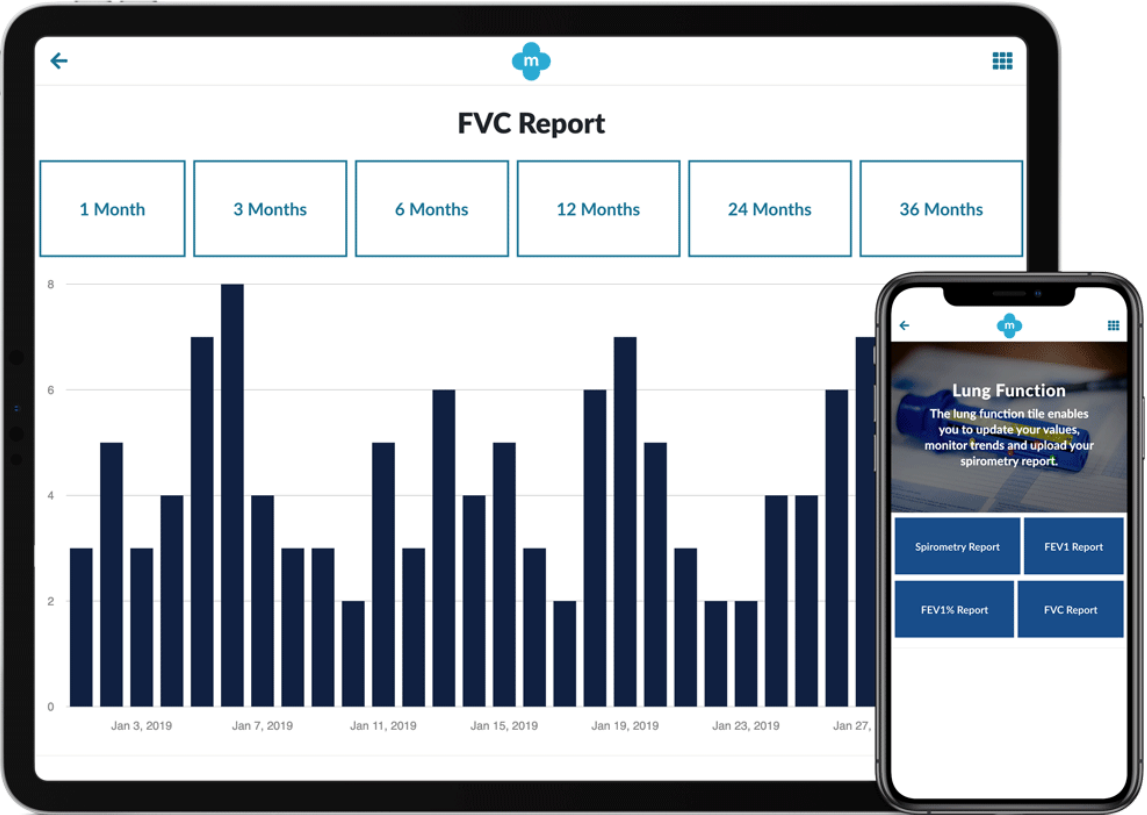 m
FVC Report
1 Month
3 Months
6 Months
12 Months
24 Months
36 Months
8
6
4
2
0
Jan 3, 2019
Jan 7, 2019
Jan 11, 2019
Jan 15, 2019
Jan 19, 2019
Jan 23, 2019
Jan 27,
m
Lung Function
The lung function tile enables
you to update your values,
monitor trends and upload your
spirometry report.
Spirometry Report
FEV1 Report
FEV1% Report
FVC Report